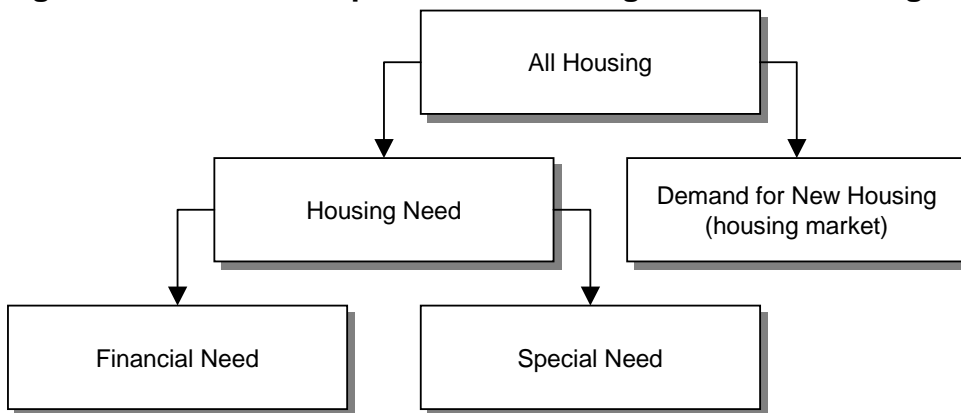 All Housing
Housing Need
Demand for New Housing
(housing market)
Financial Need
Special Need